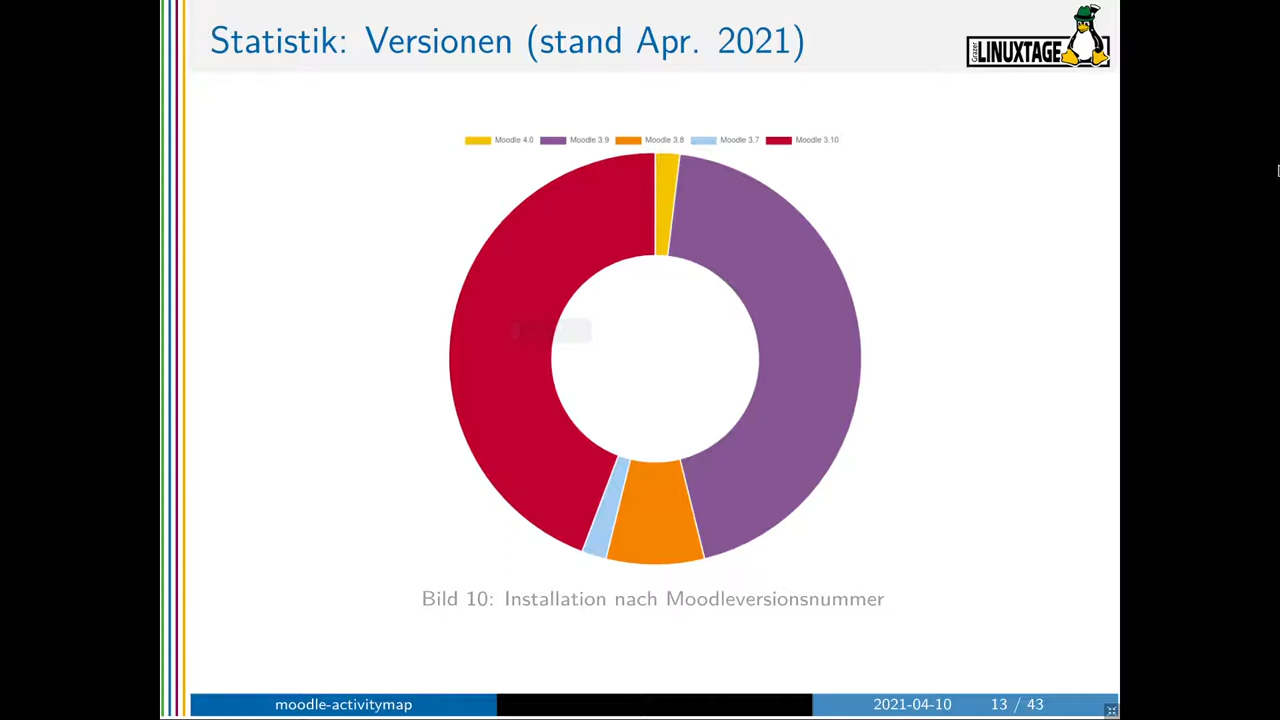 Statistik: Versionen (stand Apr. 2021)
Grazer
LINUXTAGE
Moodle 4.0 Moodle 3.9 Moodle 3.8 Moodle 3.7 Moodle 3.10
Bild 10: Installation nach Moodleversionsnummer
moodle-activitymap 2021-04-10 13 / 43